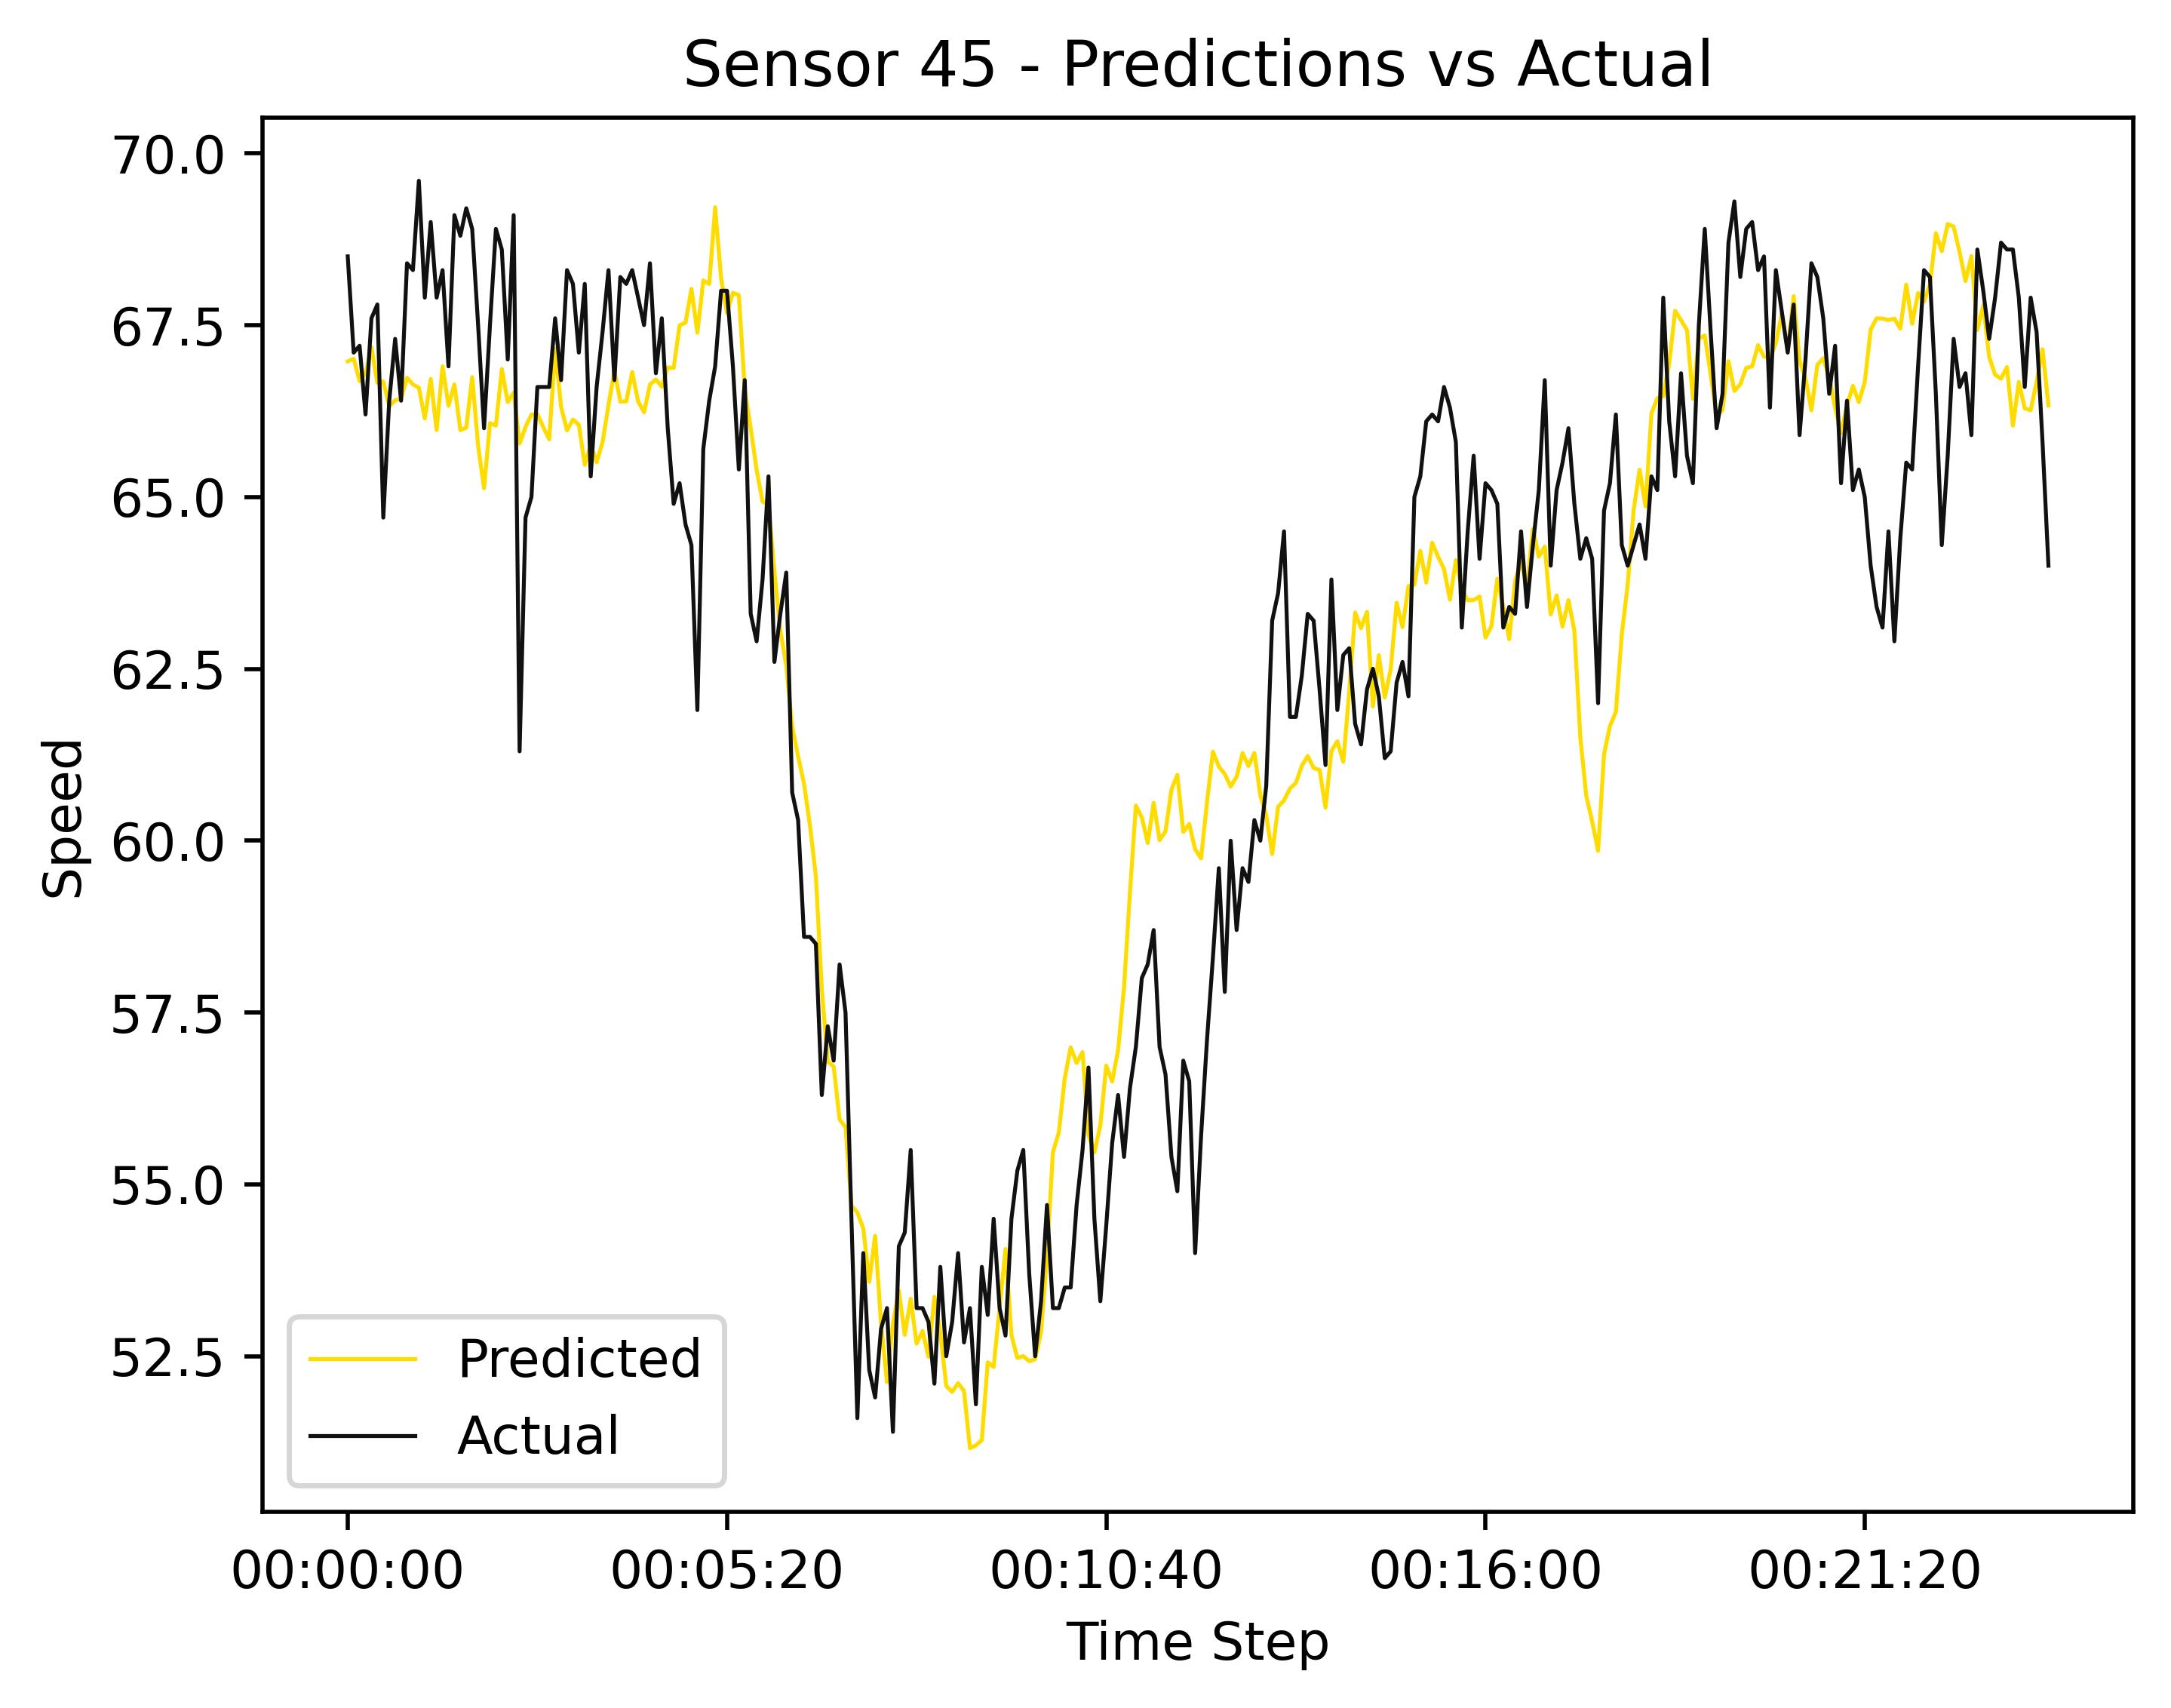 Sensor 45 - Predictions vs Actual
70.0
67.5
65.0
62.5
60.0
57.5
55.0
52.5
Speed
Predicted
Actual
00:00:00 00:05:20 00:10:40 00:16:00 00:21:20
Time Step